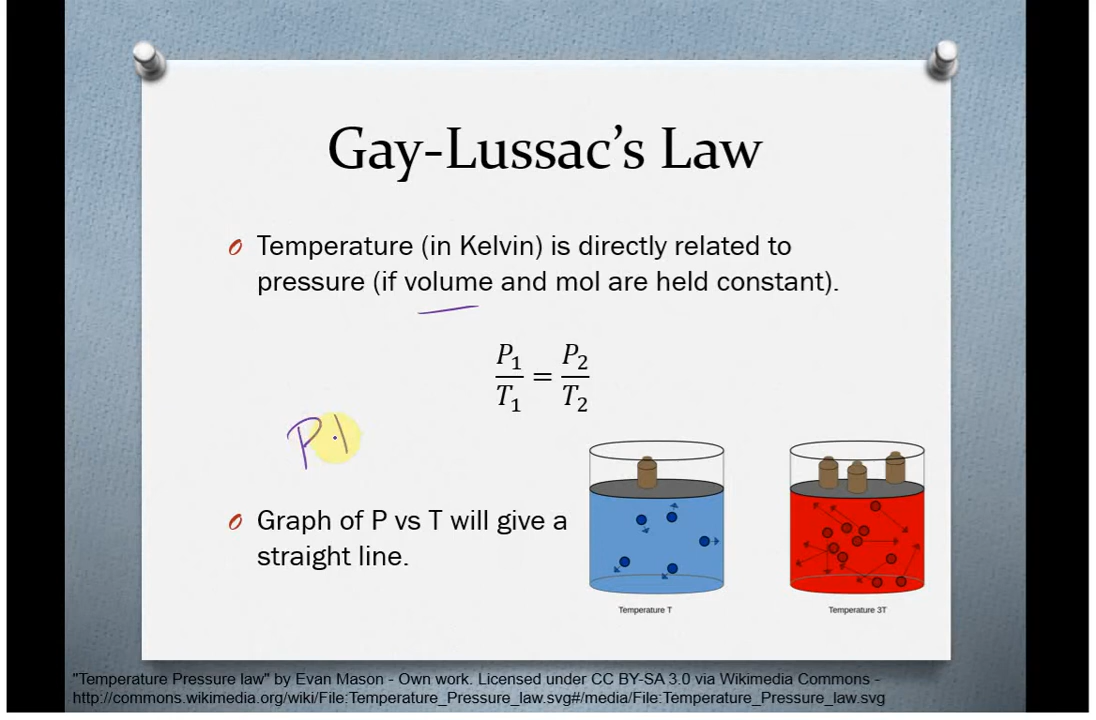 Gay-Lussac’s Law
Temperature (in Kelvin) is directly related to
pressure (if volume and mol are held constant).
P₁/T₁ = P₂/T₂
P
Graph of P vs T will give a
straight line.
Temperature T
Temperature 3T
"Temperature Pressure law" by Evan Mason - Own work. Licensed under CC BY-SA 3.0 via Wikimedia Commons -
http://commons.wikimedia.org/wiki/File:Temperature_Pressure_law.svg#/media/File:Temperature_Pressure_law.svg